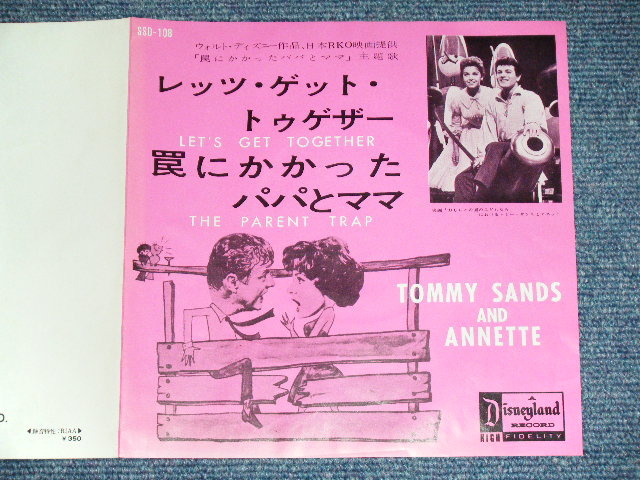 SSD-108
ウォルト・ディズニー作品、日本RKO映画提供
「罠にかかったパパとママ」主題歌
レッツ・ゲット・
トゥゲザー
LET'S GET TOGETHER
罠にかかった
パパとママ
THE PARENT TRAP
TOMMY SANDS
AND
ANNETTE
Disneyland
RECORD
HIGH FIDELITY
D.
¥350